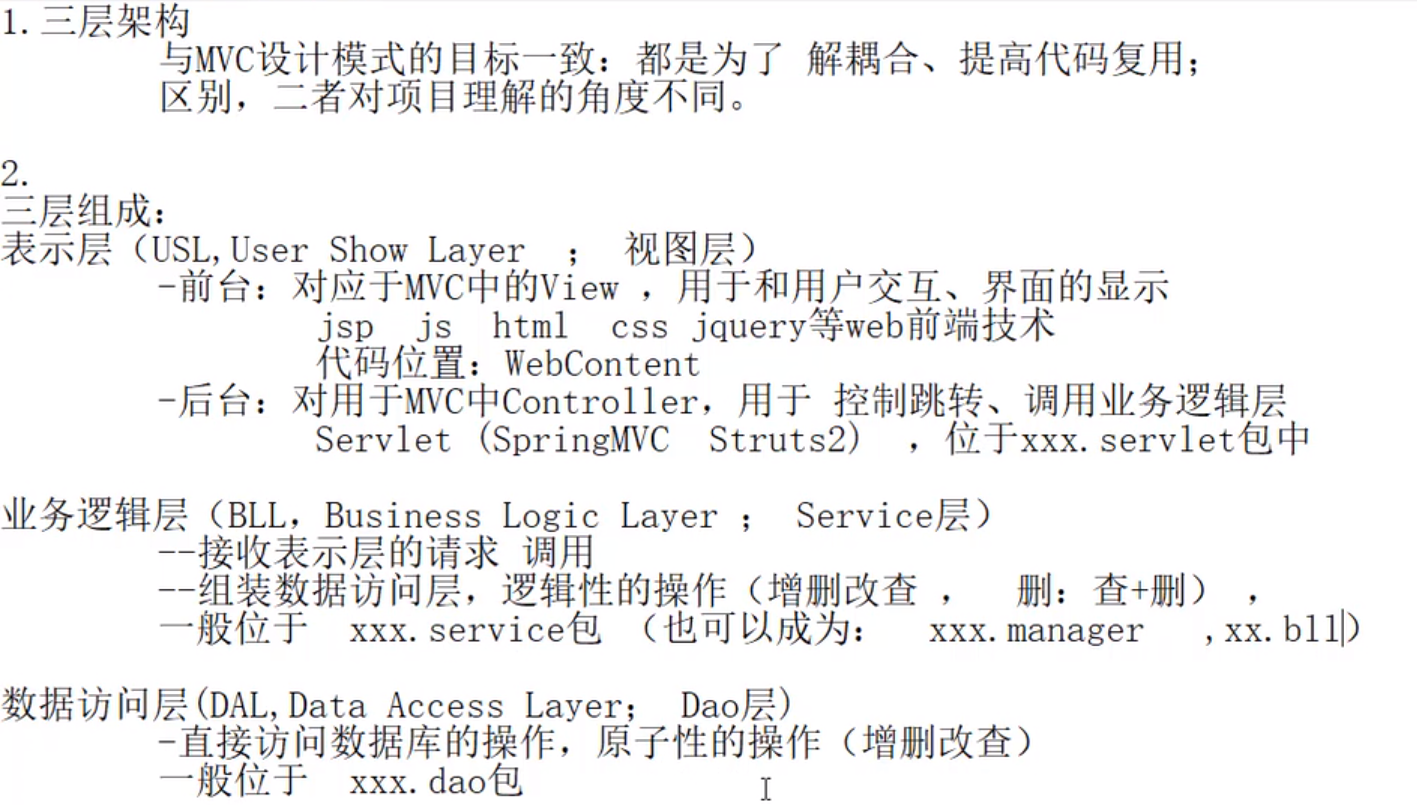 1.三层架构
与MVC设计模式的目标一致：都是为了 解耦合、提高代码复用；
区别，二者对项目理解的角度不同。
2.
三层组成：
表示层（USL,User Show Layer ； 视图层）
-前台：对应于MVC中的View ，用于和用户交互、界面的显示
jsp js html css jquery等web前端技术
代码位置：WebContent
-后台：对用于MVC中Controller，用于 控制跳转、调用业务逻辑层
Servlet (SpringMVC Struts2) ，位于xxx.servlet包中
业务逻辑层（BLL，Business Logic Layer ； Service层）
--接收表示层的请求 调用
--组装数据访问层，逻辑性的操作（增删改查 ， 删：查+删） ，
一般位于 xxx.service包 （也可以成为： xxx.manager ,xx.bll）
数据访问层(DAL,Data Access Layer； Dao层)
-直接访问数据库的操作，原子性的操作（增删改查）
一般位于 xxx.dao包